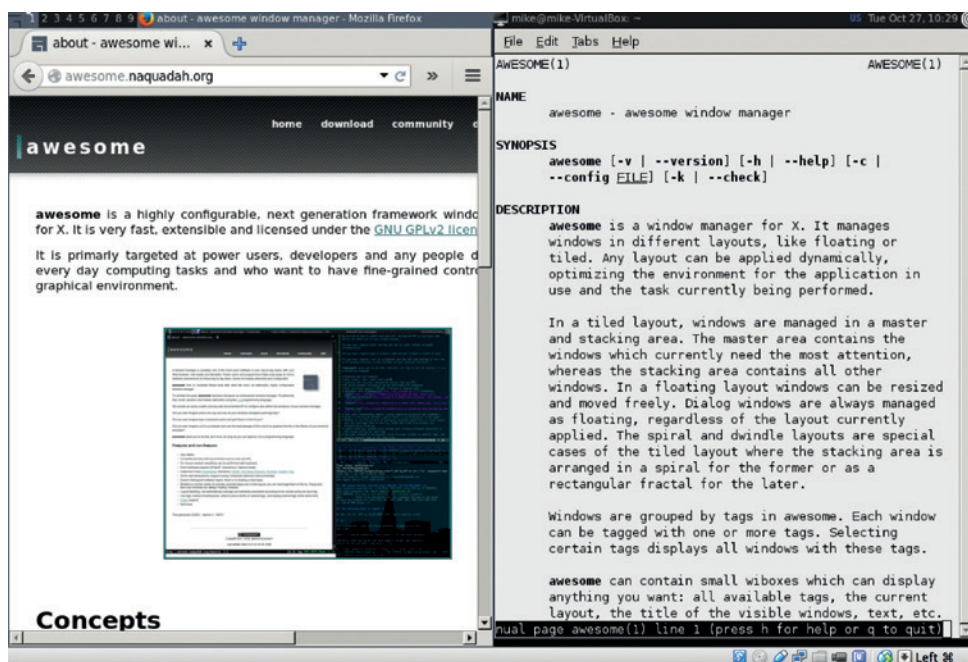 1 2 3 4 5 6 7 8 9 about - awesome window manager - Mozilla Firefox
about - awesome wi... ×
awesome.naquadah.org
home download community
awesome
awesome is a highly configurable, next generation framework windo
for X. It is very fast, extensible and licensed under the GNU GPLv2 licen
It is primarly targeted at power users, developers and any people d
every day computing tasks and who want to have fine-grained contro
graphical environment.
Concepts
mike@mike-VirtualBox: ~ US Tue Oct 27, 10:29
File Edit Tabs Help
AWESOME(1) AWESOME(1)
NAME
awesome - awesome window manager
SYNOPSIS
awesome [-v | --version] [-h | --help] [-c |
--config FILE] [-k | --check]
DESCRIPTION
awesome is a window manager for X. It manages
windows in different layouts, like floating or
tiled. Any layout can be applied dynamically,
optimizing the environment for the application in
use and the task currently being performed.
In a tiled layout, windows are managed in a master
and stacking area. The master area contains the
windows which currently need the most attention,
whereas the stacking area contains all other
windows. In a floating layout windows can be resized
and moved freely. Dialog windows are always managed
as floating, regardless of the layout currently
applied. The spiral and dwindle layouts are special
cases of the tiled layout where the stacking area is
arranged in a spiral for the former or as a
rectangular fractal for the later.
Windows are grouped by tags in awesome. Each window
can be tagged with one or more tags. Selecting
certain tags displays all windows with these tags.
awesome can contain small wiboxes which can display
anything you want: all available tags, the current
layout, the title of the visible windows, text, etc.
nual page awesome(1) line 1 (press h for help or q to quit)
Left ⌘